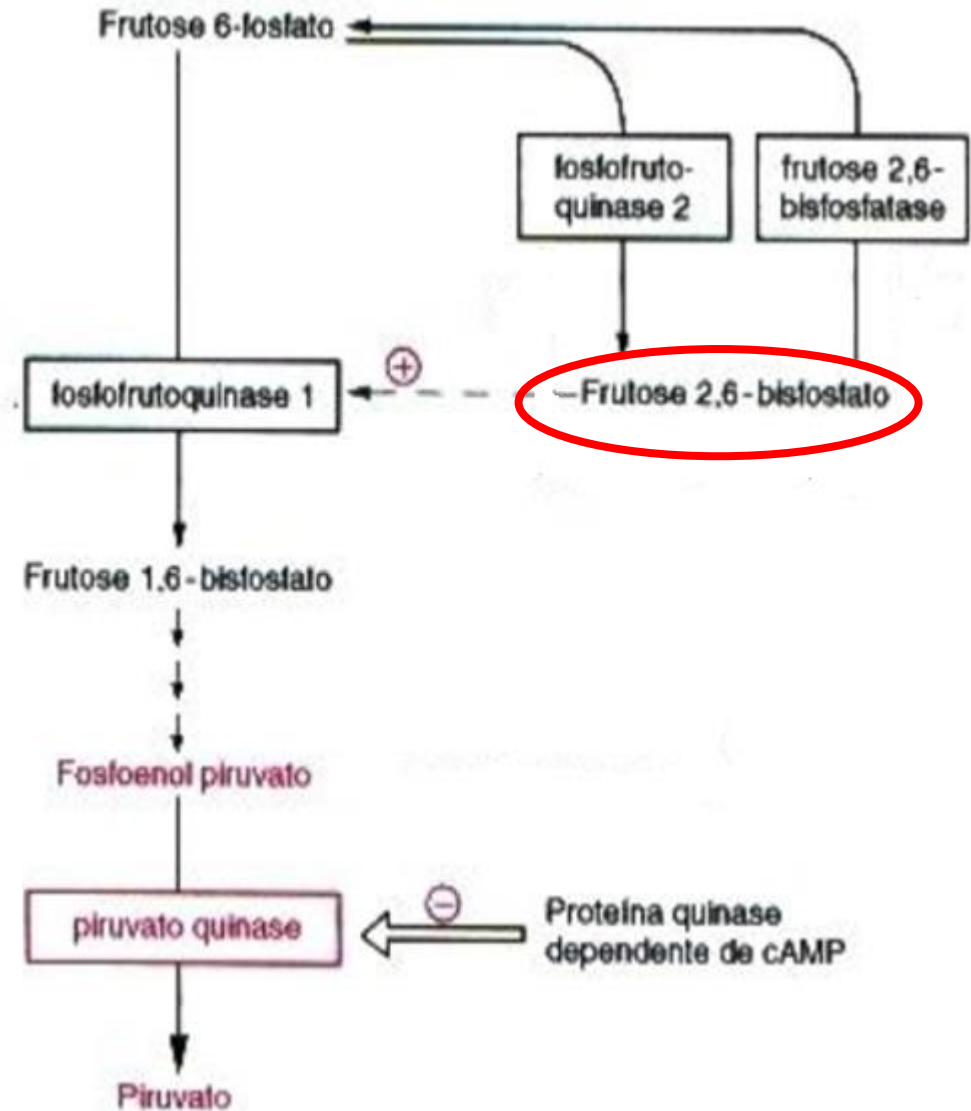 Frutose 6-fosfato
fosfofruto-
quinase 2
frutose 2,6-
bisfosfatase
fosfofrutoquinase 1
+
Frutose 2,6-bisfosfato
Frutose 1,6-bisfosfato
Fosfoenol piruvato
piruvato quinase
−
Proteína quinase
dependente de cAMP
Piruvato